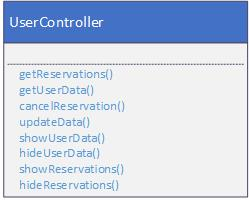 UserController
getReservations()
getUserData()
cancelReservation()
updateData()
showUserData()
hideUserData()
showReservations()
hideReservations()